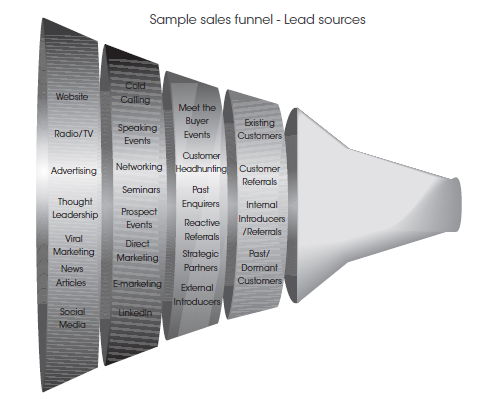 Sample sales funnel - Lead sources
Website
Radio/TV
Advertising
Thought
Leadership
Viral
Marketing
News
Articles
Social
Media
Cold
Calling
Speaking
Events
Networking
Seminars
Prospect
Events
Direct
Marketing
E-marketing
LinkedIn
Meet the
Buyer
Events
Customer
Headhunting
Past
Enquirers
Reactive
Referrals
Strategic
Partners
External
Introducers
Existing
Customers
Customer
Referrals
Internal
Introducers
/Referrals
Past/
Dormant
Customers